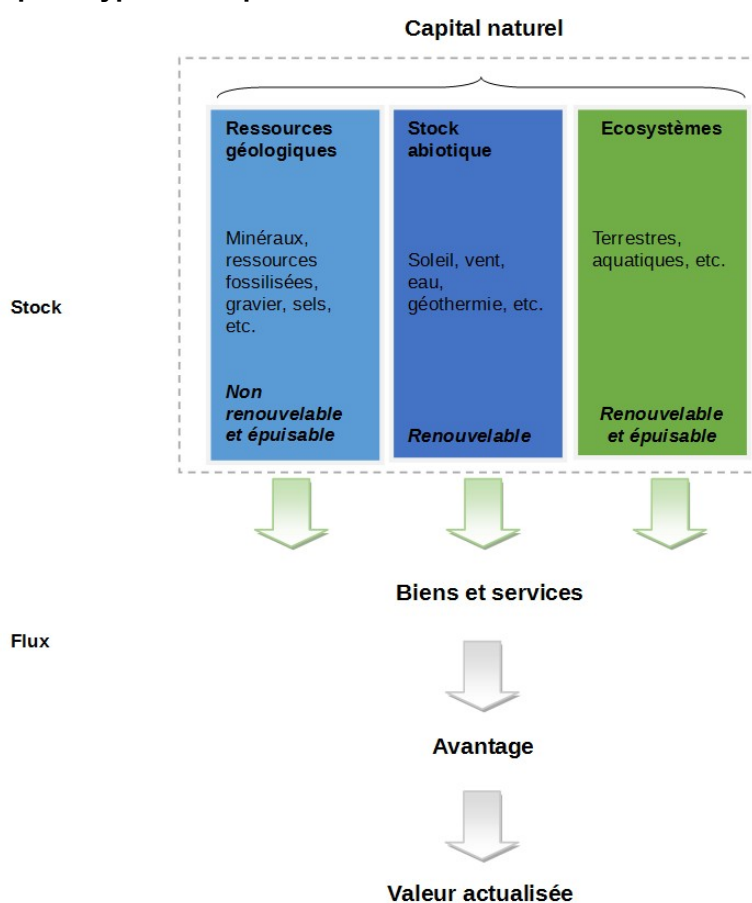 Capital naturel
Ressources
géologiques
Minéraux,
ressources
fossilisées,
gravier, sels,
etc.
Non
renouvelable
et épuisable
Stock
abiotique
Soleil, vent,
eau,
géothermie, etc.
Renouvelable
Ecosystèmes
Terrestres,
aquatiques, etc.
Renouvelable
et épuisable
Stock
Biens et services
Flux
Avantage
Valeur actualisée